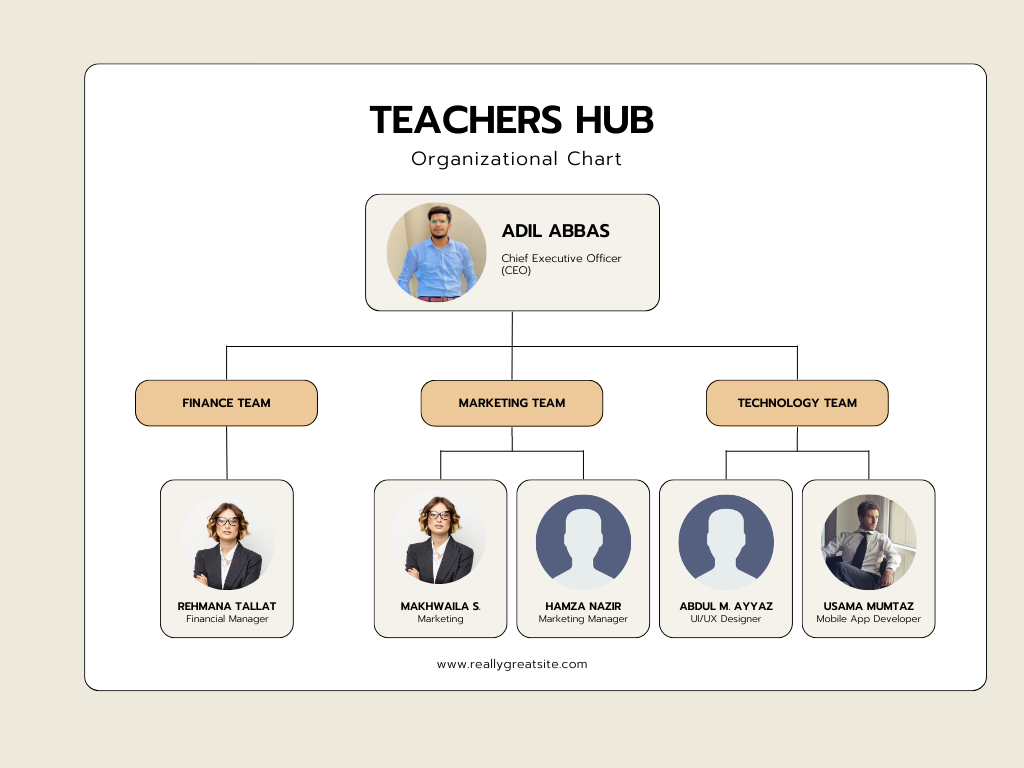 TEACHERS HUB
Organizational Chart
ADIL ABBAS
Chief Executive Officer
(CEO)
FINANCE TEAM
MARKETING TEAM
TECHNOLOGY TEAM
REHMANA TALLAT
Financial Manager
MAKHWAILA S.
Marketing
HAMZA NAZIR
Marketing Manager
ABDUL M. AYYAZ
UI/UX Designer
USAMA MUMTAZ
Mobile App Developer
www.reallygreatsite.com